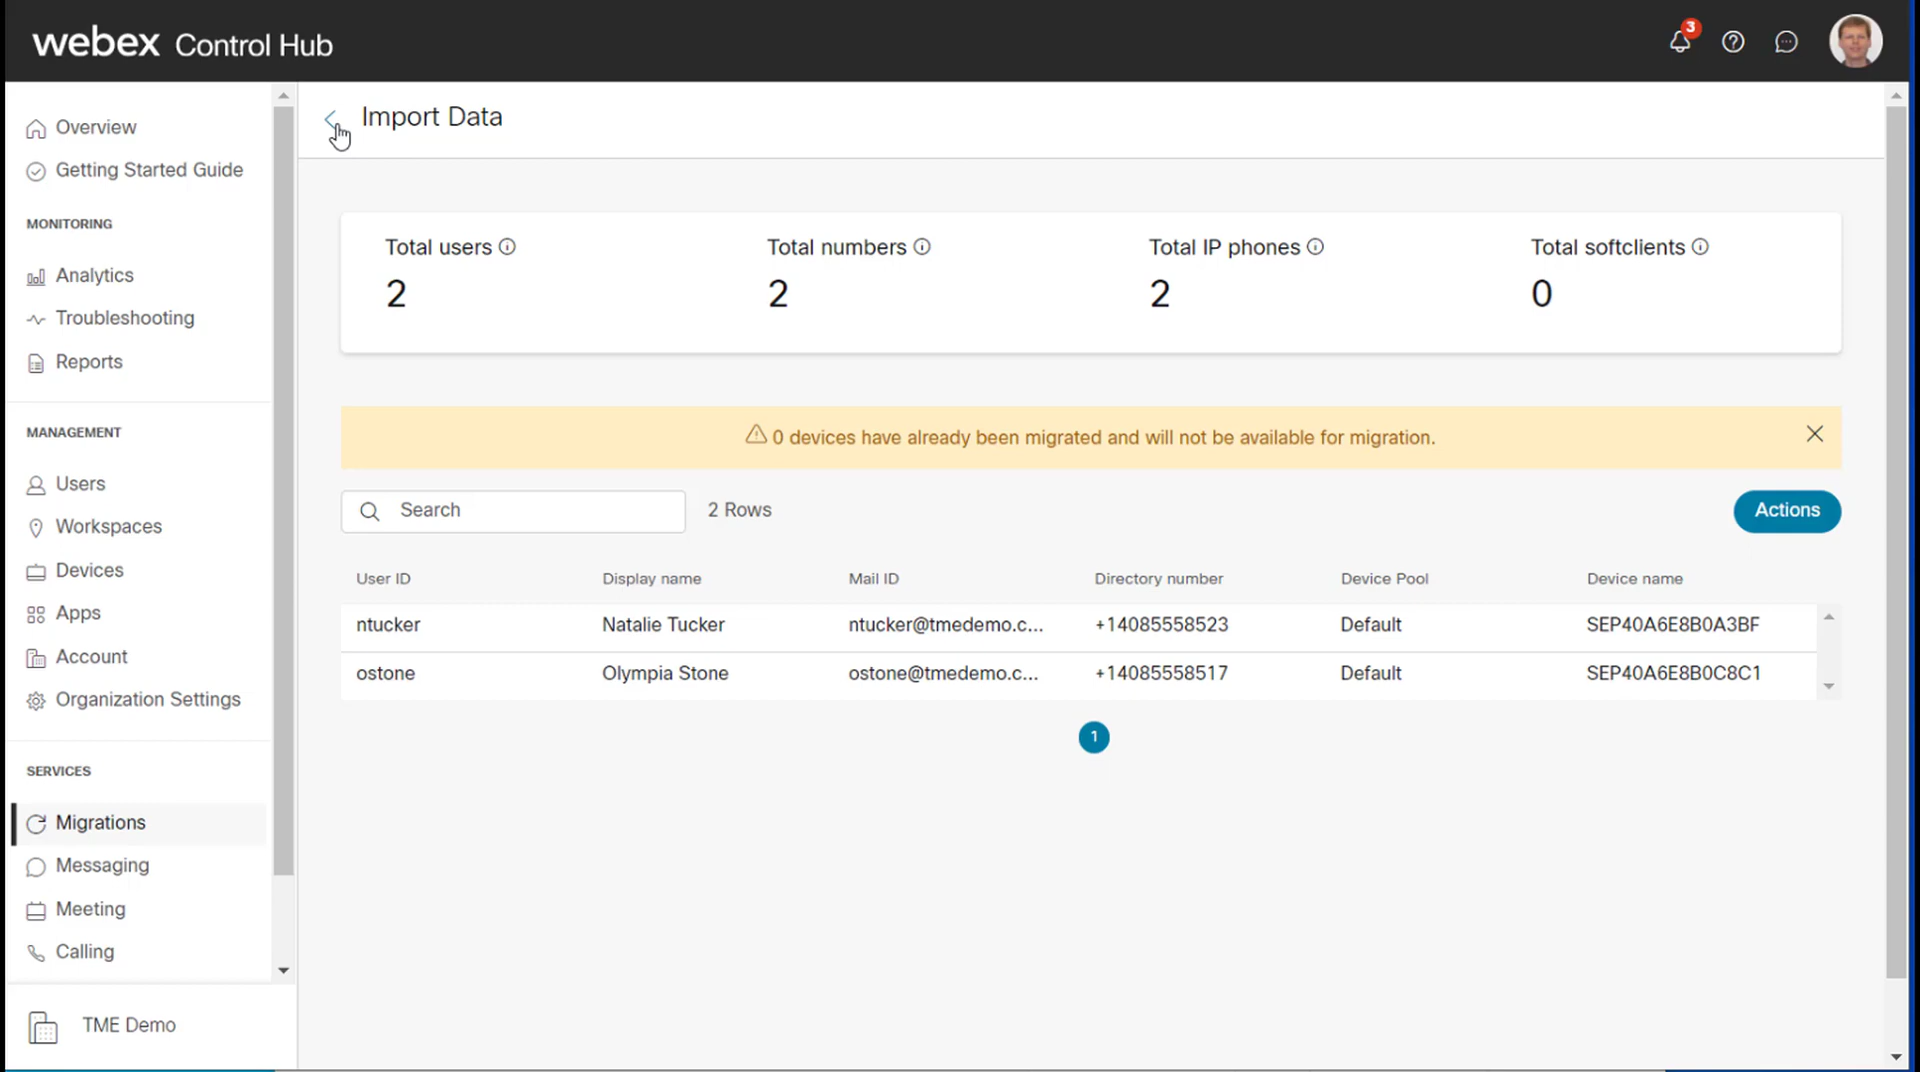 webex Control Hub
3
Overview
Getting Started Guide
MONITORING
Analytics
Troubleshooting
Reports
MANAGEMENT
Users
Workspaces
Devices
Apps
Account
Organization Settings
SERVICES
Migrations
Messaging
Meeting
Calling
TME Demo
Import Data
Total users
2
Total numbers
2
Total IP phones
2
Total softclients
0
0 devices have already been migrated and will not be available for migration.
Search
2 Rows
Actions
User ID Display name Mail ID Directory number Device Pool Device name
ntucker Natalie Tucker ntucker@tmedemo.c... +14085558523 Default SEP40A6E8B0A3BF
ostone Olympia Stone ostone@tmedemo.c... +14085558517 Default SEP40A6E8B0C8C1
1